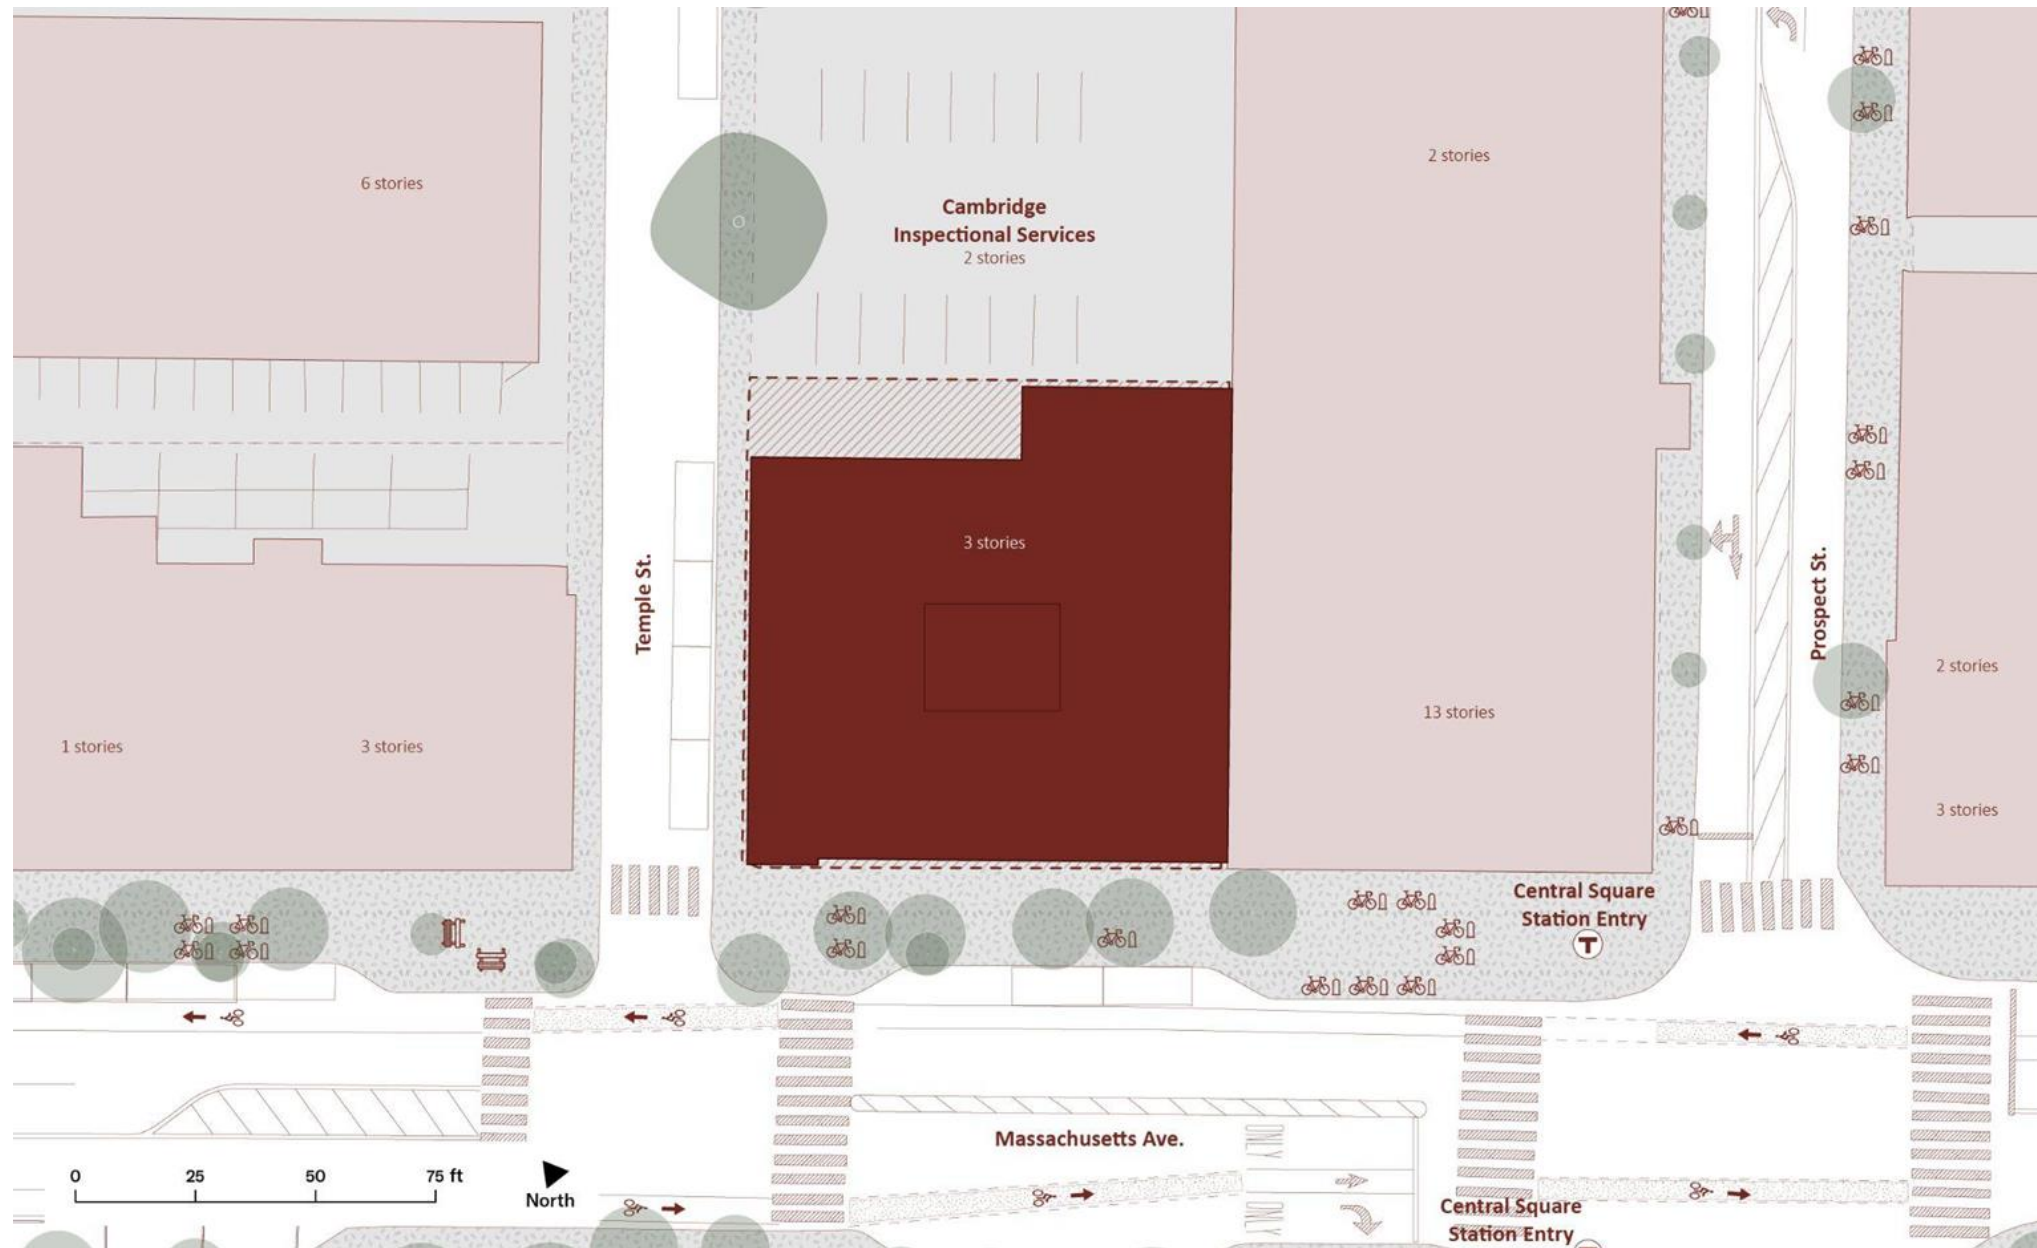 6 stories
2 stories
Cambridge
Inspectional Services
2 stories
3 stories
Temple St.
Prospect St.
2 stories
13 stories
1 stories
3 stories
3 stories
Central Square
Station Entry
T
Massachusetts Ave.
ONLY
0 25 50 75 ft
North
ONLY
Central Square
Station Entry